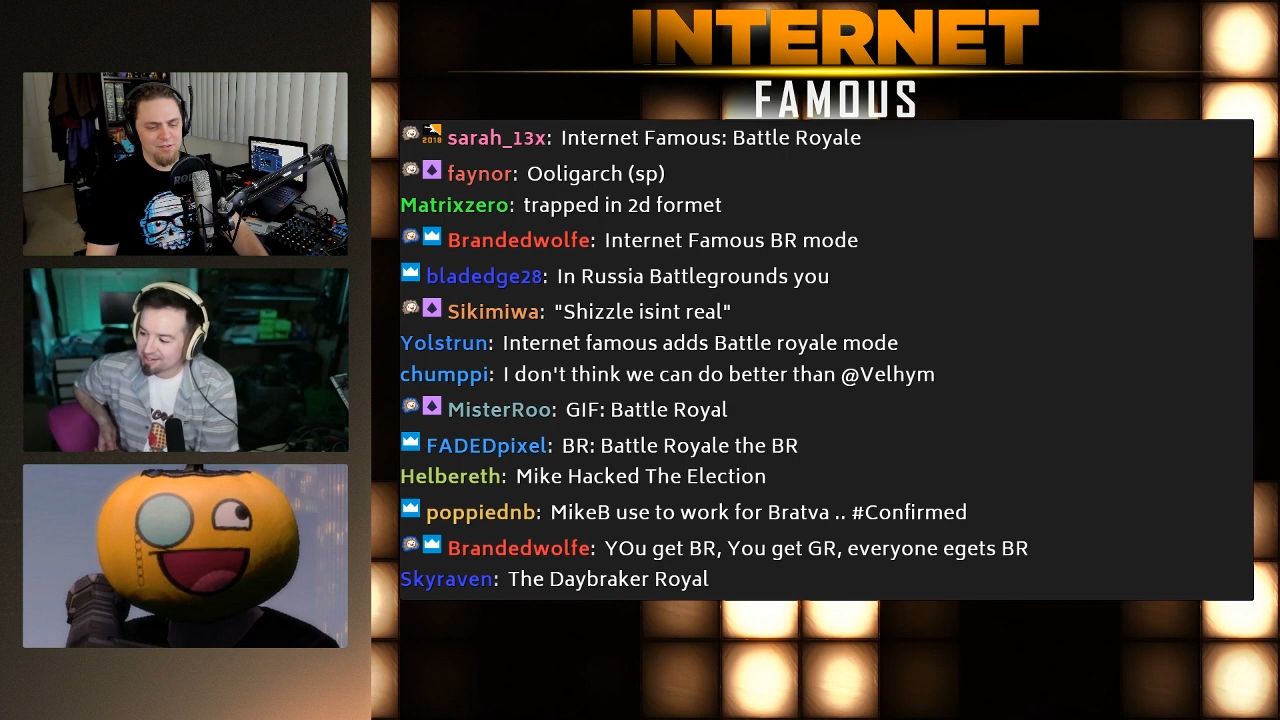 INTERNET
FAMOUS
sarah_13x: Internet Famous: Battle Royale
faynor: Ooligarch (sp)
Matrixzero: trapped in 2d formet
Brandedwolfe: Internet Famous BR mode
bladedge28: In Russia Battlegrounds you
Sikimiwa: "Shizzle isint real"
Yolstrun: Internet famous adds Battle royale mode
chumppi: I don't think we can do better than @Velhym
MisterRoo: GIF: Battle Royal
FADEDpixel: BR: Battle Royale the BR
Helbereth: Mike Hacked The Election
poppiednb: MikeB use to work for Bratva .. #Confirmed
Brandedwolfe: YOu get BR, You get GR, everyone egets BR
Skyraven: The Daybraker Royal